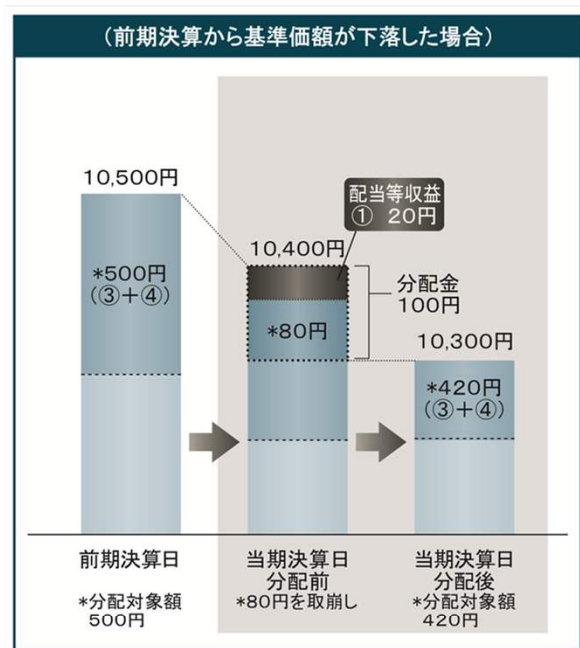 (前期決算から基準価額が下落した場合)
10,500円
*500円
(③+④)
配当等収益
① 20円
10,400円
*80円
分配金
100円
10,300円
*420円
(③+④)
前期決算日
*分配対象額
500円
当期決算日
分配前
*80円を取崩し
当期決算日
分配後
*分配対象額
420円